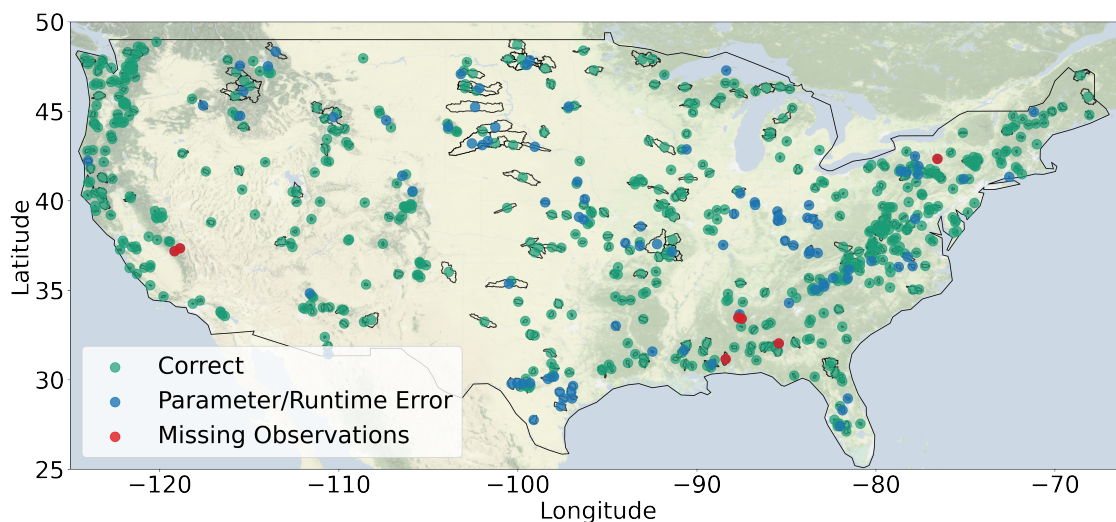 50
45
40
35
30
25
Latitude
Correct
Parameter/Runtime Error
Missing Observations
−120
−110
−100
−90
−80
−70
Longitude